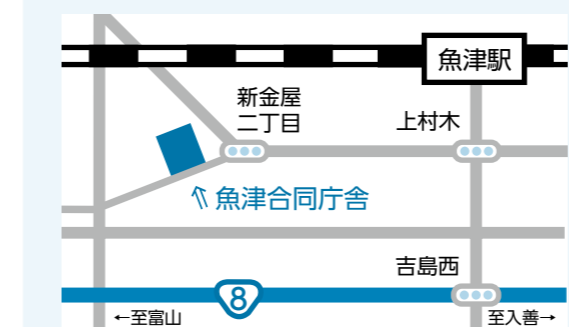 魚津駅
新金屋
二丁目
上村木
⇖魚津合同庁舎
吉島西
8
←至富山
至入善→